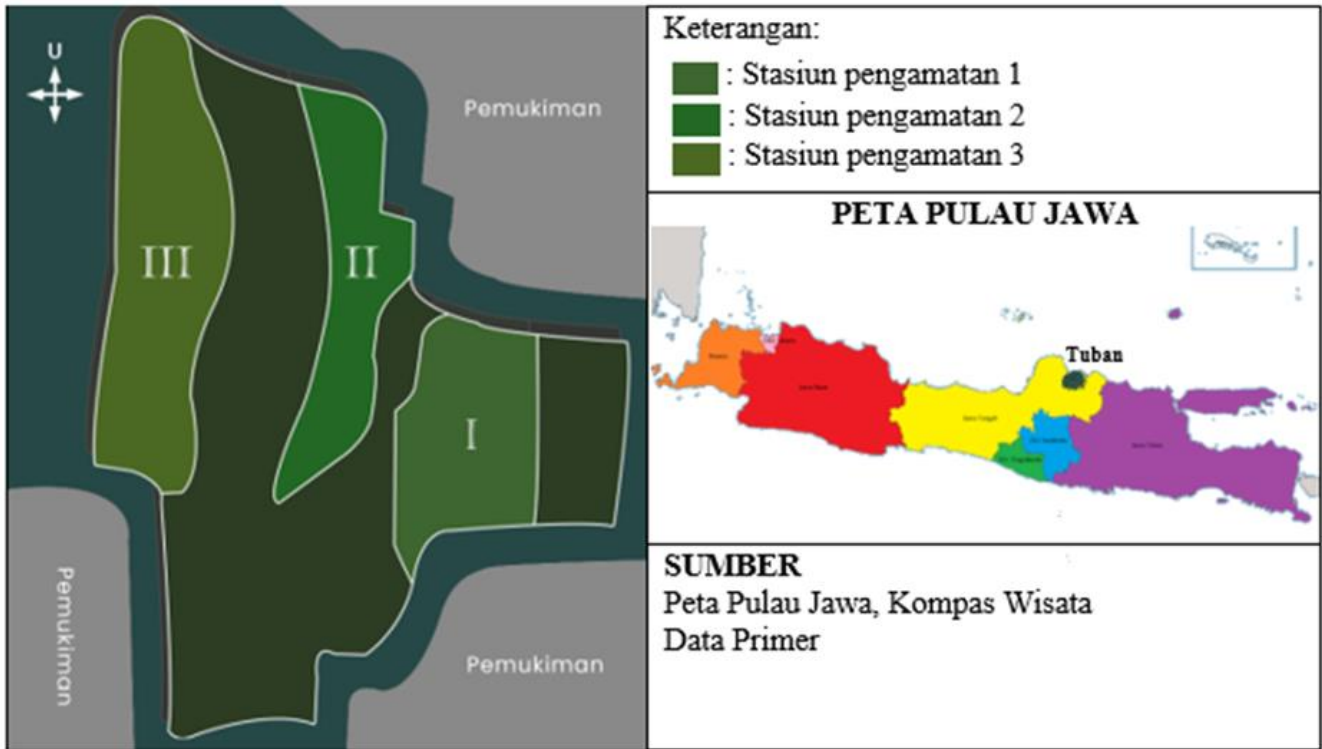 U
Pemukiman
III
II
I
Pemukiman
Pemukiman
Keterangan:
: Stasiun pengamatan 1
: Stasiun pengamatan 2
: Stasiun pengamatan 3
PETA PULAU JAWA
Tuban
SUMBER
Peta Pulau Jawa, Kompas Wisata
Data Primer